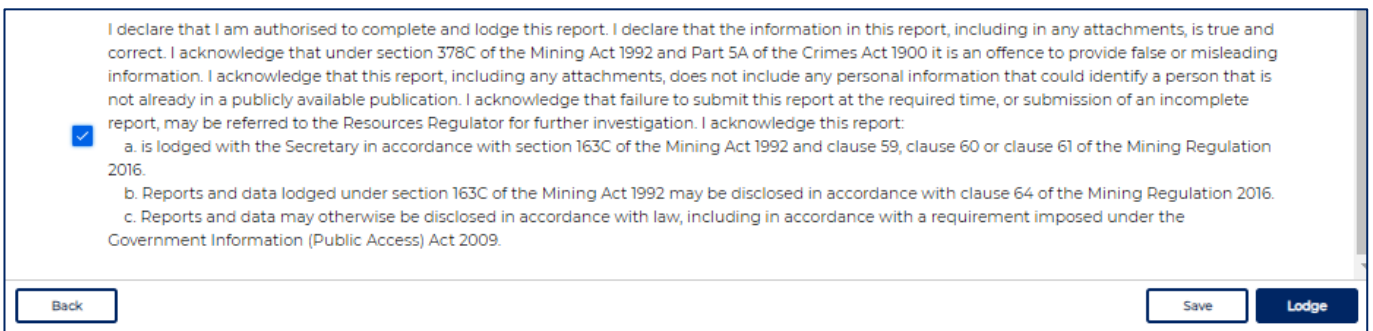 I declare that I am authorised to complete and lodge this report. I declare that the information in this report, including in any attachments, is true and
correct. I acknowledge that under section 378C of the Mining Act 1992 and Part 5A of the Crimes Act 1900 it is an offence to provide false or misleading
information. I acknowledge that this report, including any attachments, does not include any personal information that could identify a person that is
not already in a publicly available publication. I acknowledge that failure to submit this report at the required time, or submission of an incomplete
report, may be referred to the Resources Regulator for further investigation. I acknowledge this report:
a. is lodged with the Secretary in accordance with section 163C of the Mining Act 1992 and clause 59, clause 60 or clause 61 of the Mining Regulation
2016.
b. Reports and data lodged under section 163C of the Mining Act 1992 may be disclosed in accordance with clause 64 of the Mining Regulation 2016.
c. Reports and data may otherwise be disclosed in accordance with law, including in accordance with a requirement imposed under the
Government Information (Public Access) Act 2009.
Back
Save
Lodge